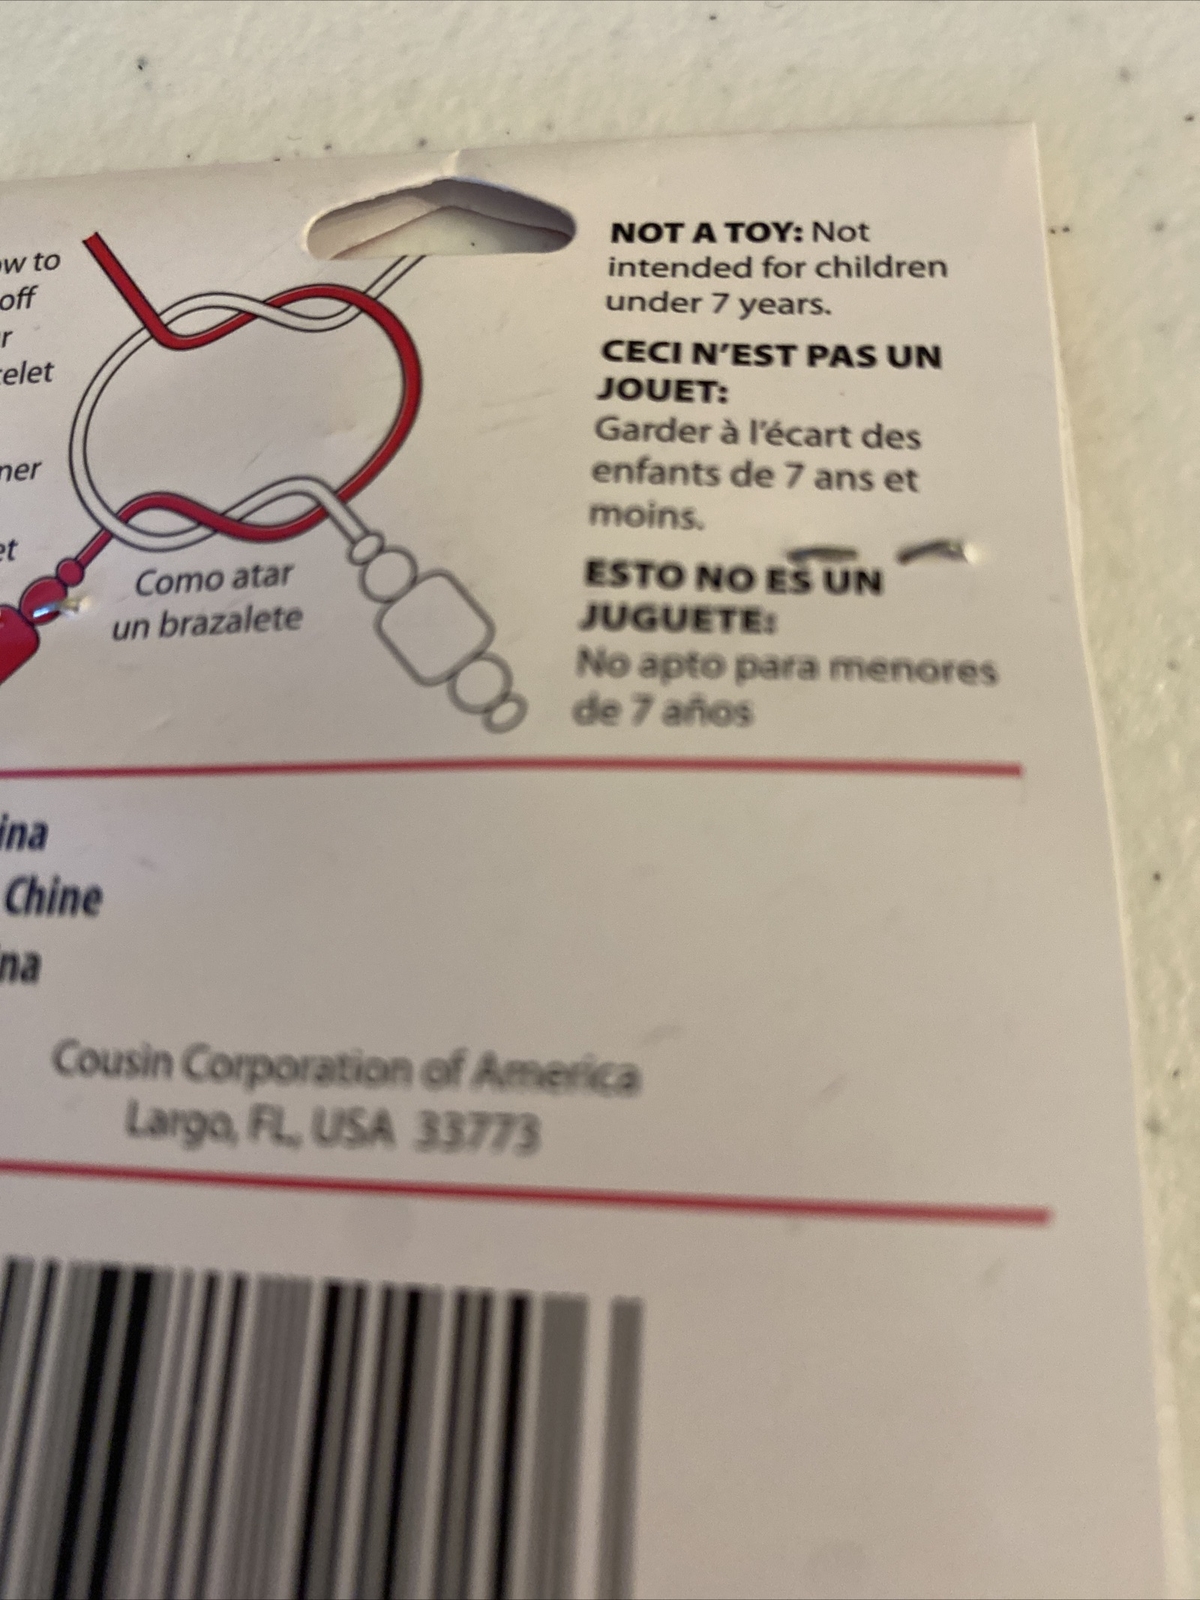 ow to
off
r
elet
ner
et
Como atar
un brazalete
NOT A TOY: Not
intended for children
under 7 years.
CECI N'EST PAS UN
JOUET:
Garder à l'écart des
enfants de 7 ans et
moins.
ESTO NO ES UN
JUGUETE:
No apto para menores
de 7 años
ina
Chine
na
Cousin Corporation of America
Largo, FL, USA 33773